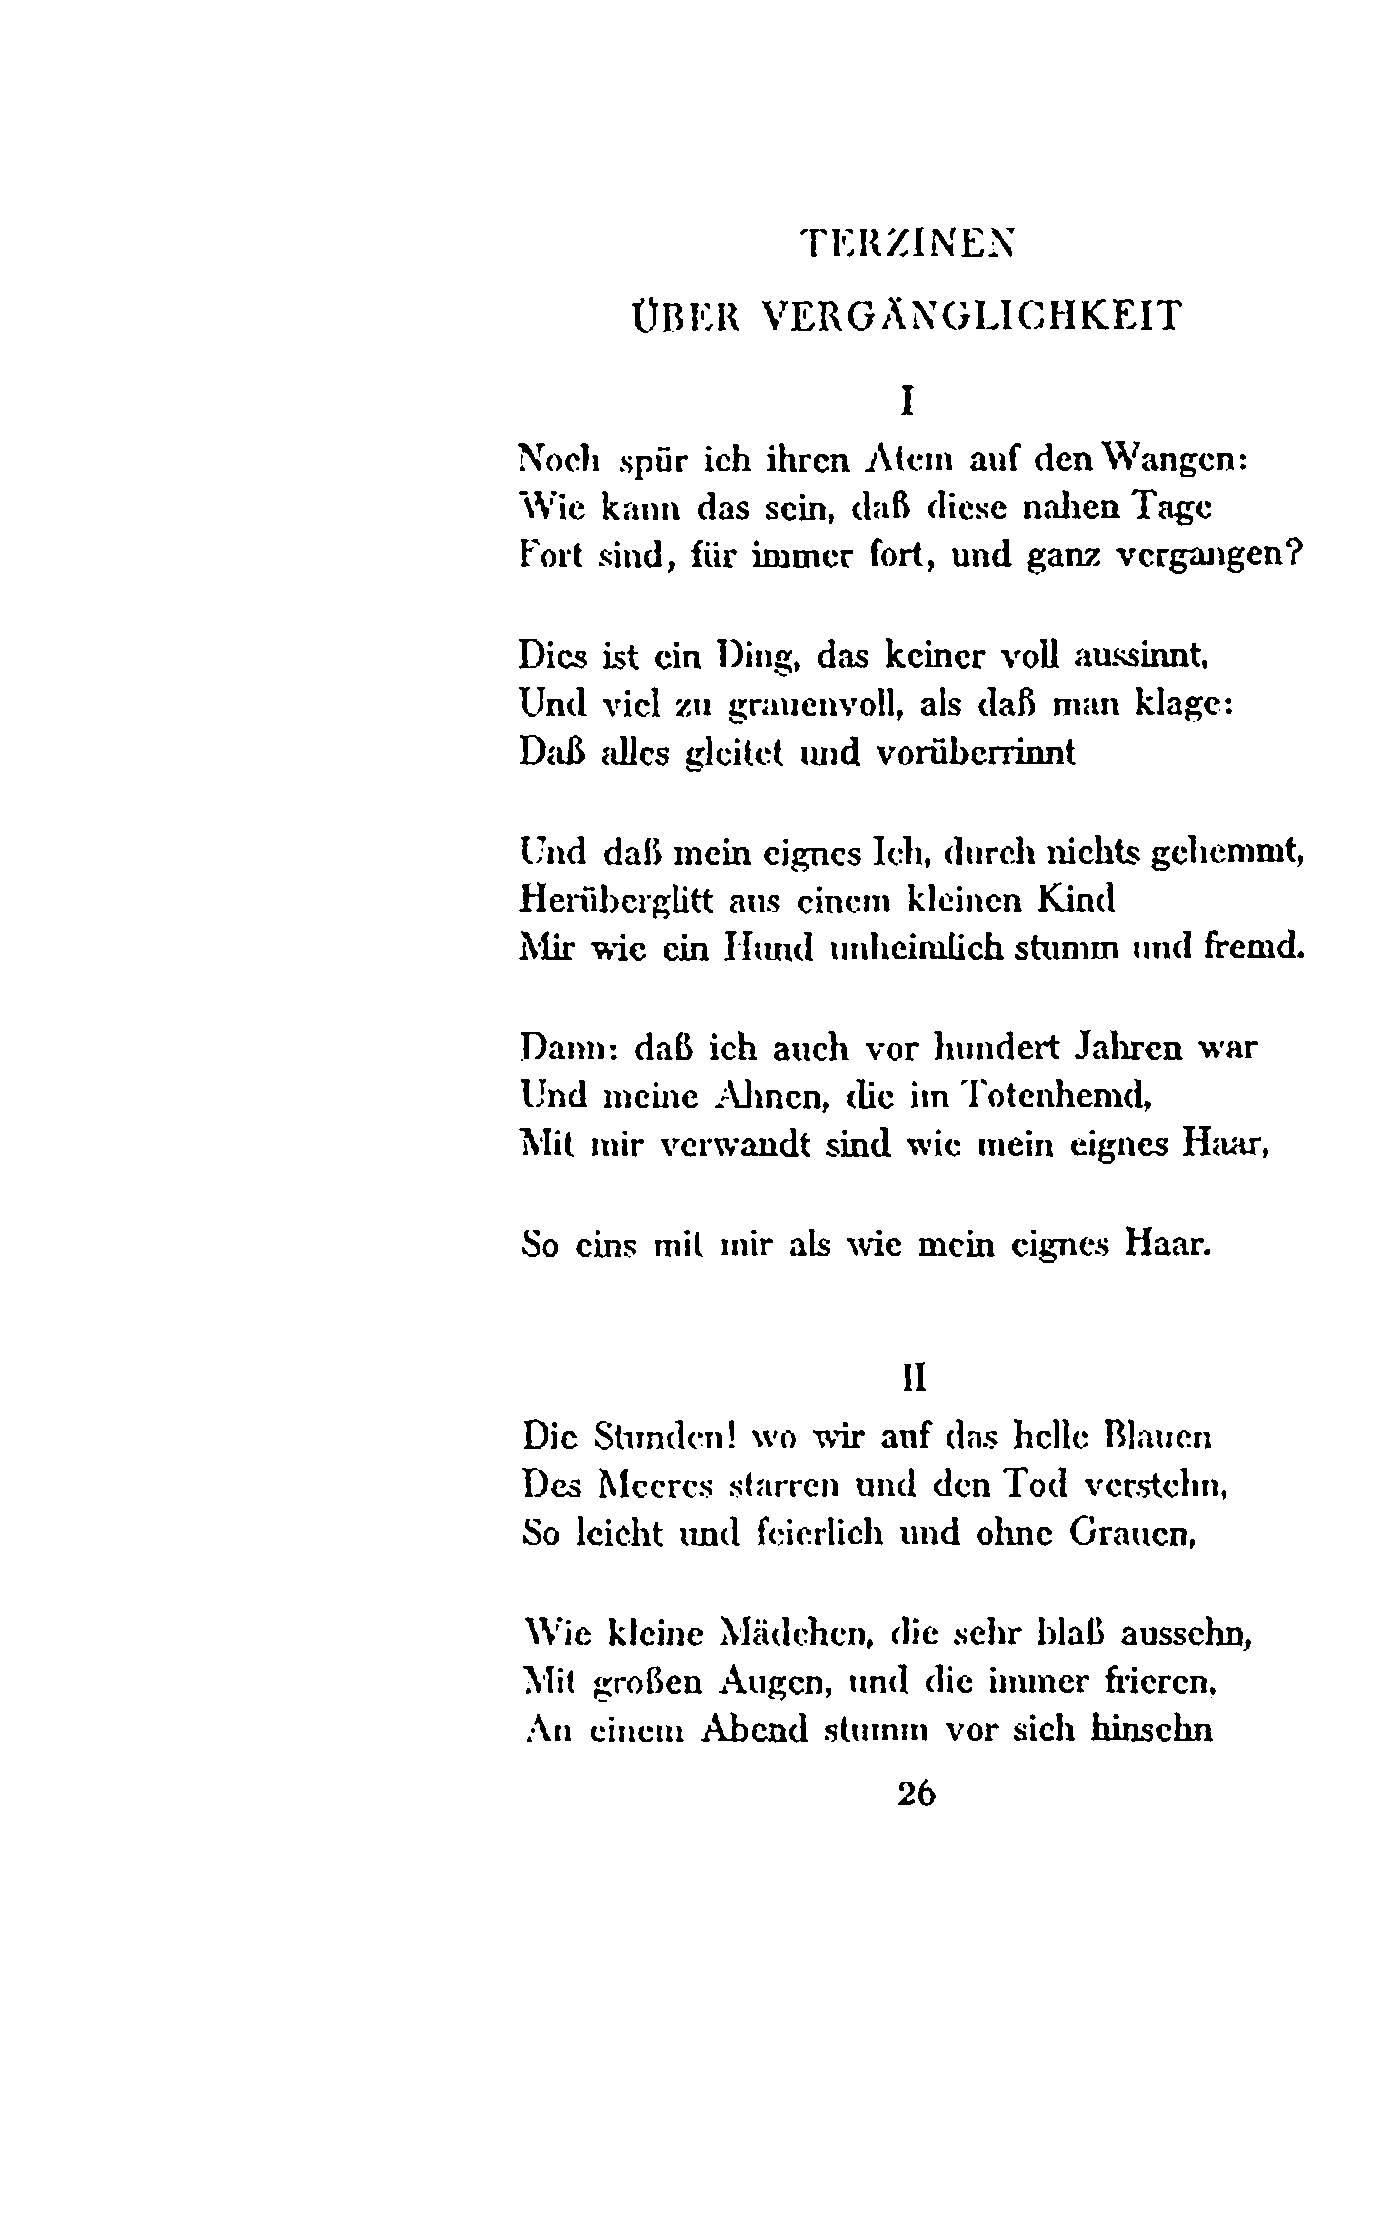 TERZINEN
ÜBER VERGÄNGLICHKEIT
I
Noch spür ich ihren Atem auf den Wangen:
Wie kann das sein, daß diese nahen Tage
Fort sind, für immer fort, und ganz vergangen?
Dies ist ein Ding, das keiner voll aussinnt,
Und viel zu grauenvoll, als daß man klage:
Daß alles gleitet und vorüberrinnt
Und daß mein eignes Ich, durch nichts gehemmt,
Herüberglitt aus einem kleinen Kind
Mir wie ein Hund unheimlich stumm und fremd.
Dann: daß ich auch vor hundert Jahren war
Und meine Ahnen, die im Totenhemd,
Mit mir verwandt sind wie mein eignes Haar,
So eins mit mir als wie mein eignes Haar.
II
Die Stunden! wo wir auf das helle Blauen
Des Meeres starren und den Tod verstehn,
So leicht und feierlich und ohne Grauen,
Wie kleine Mädchen, die sehr blaß aussehn,
Mit großen Augen, und die immer frieren,
An einem Abend stumm vor sich hinsehn
26